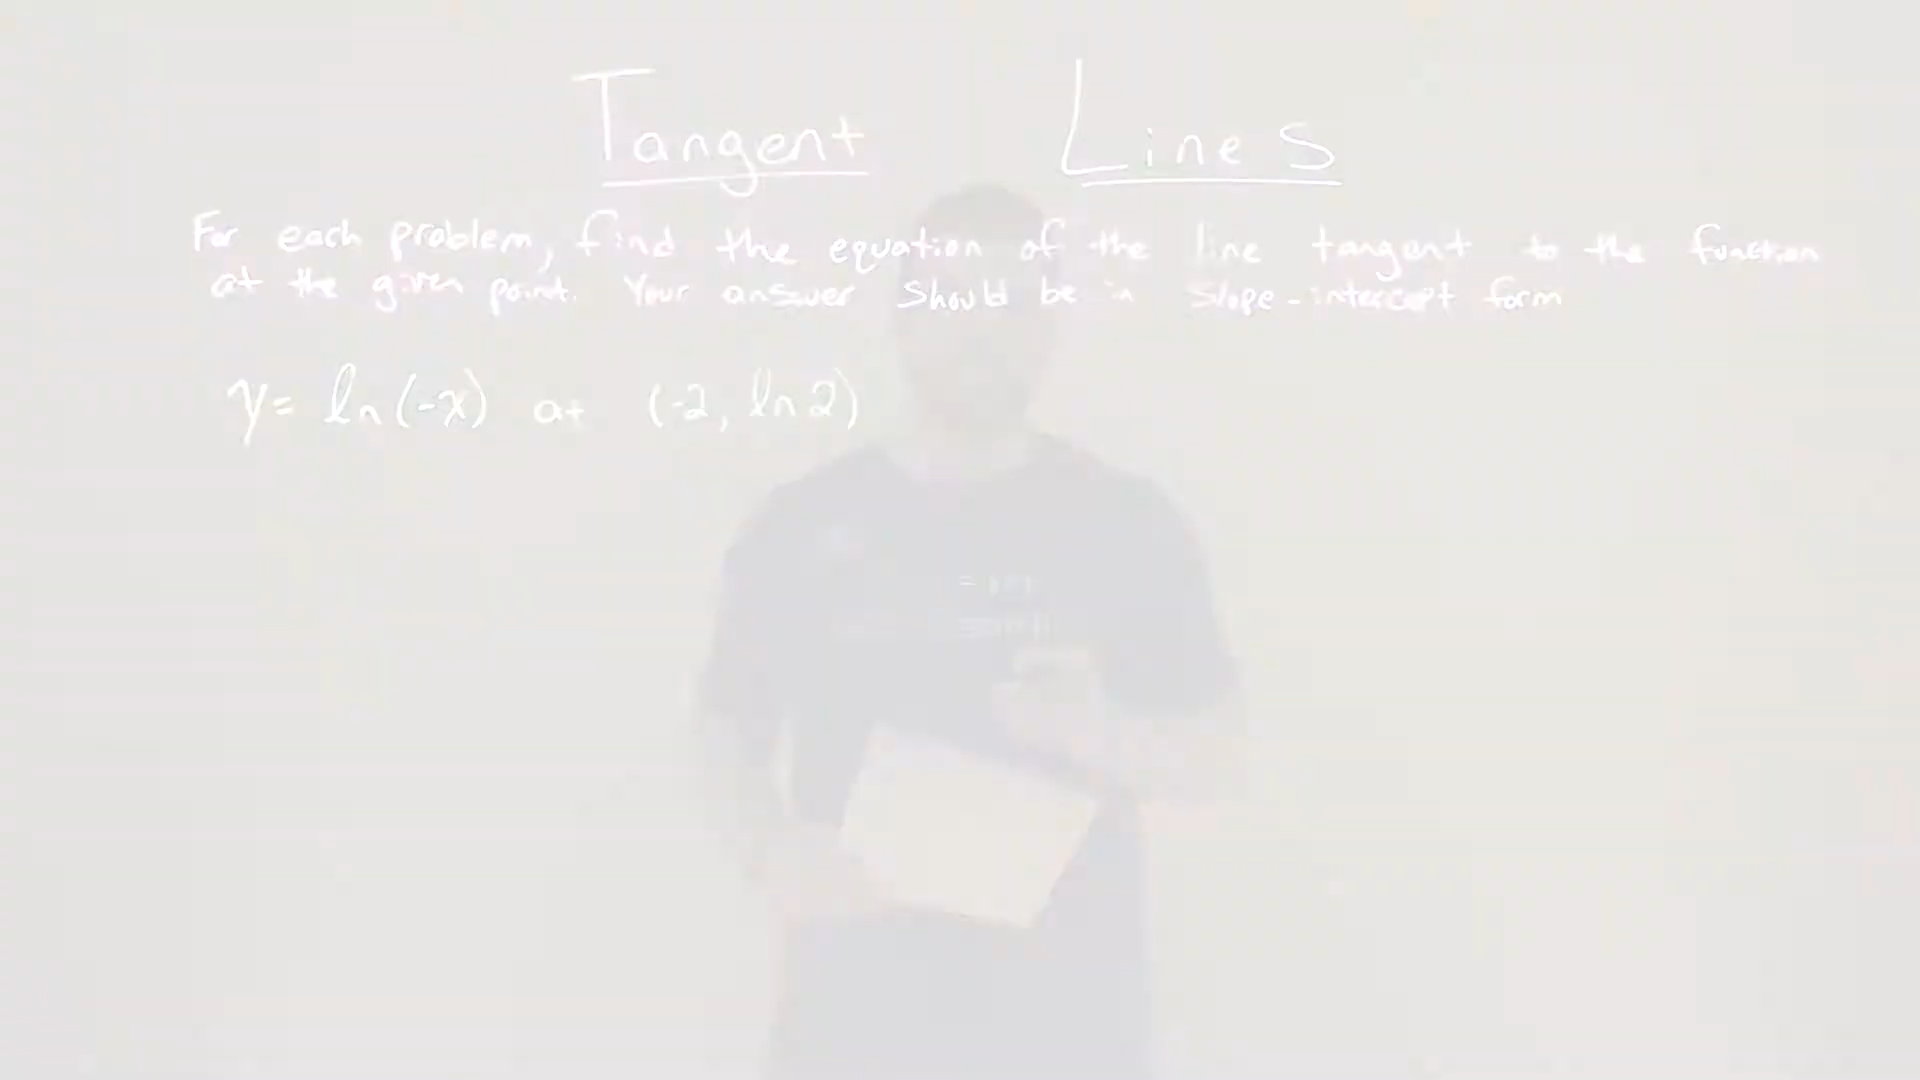 Tangent Lines
For each problem, find the equation of the line tangent to the function
at the given point. Your answer should be in slope-intercept form
y= ln(-x) at (-2, ln 2)